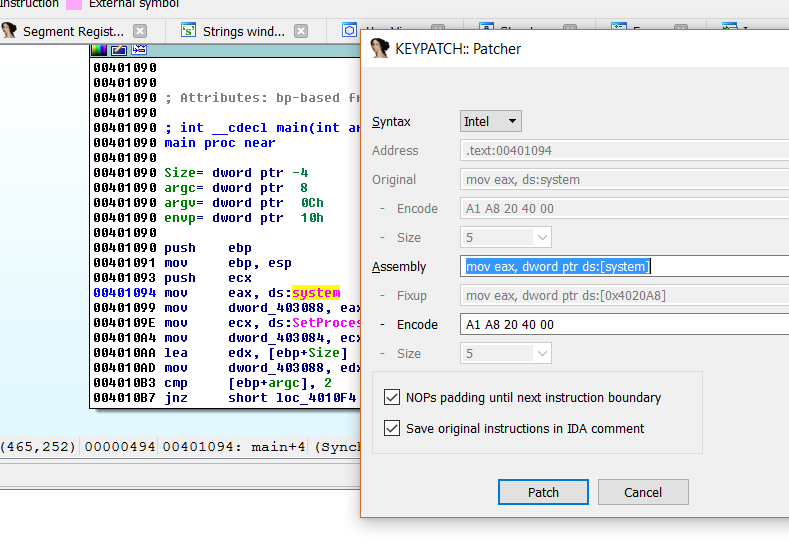 Instruction External symbol
Segment Regist...
Strings wind...
00401090
00401090
00401090 ; Attributes: bp-based fr
00401090
00401090 ; int __cdecl main(int ar
00401090 main proc near
00401090
00401090 Size= dword ptr -4
00401090 argc= dword ptr 8
00401090 argv= dword ptr 0Ch
00401090 envp= dword ptr 10h
00401090
00401090 push ebp
00401091 mov ebp, esp
00401093 push ecx
00401094 mov eax, ds:system
00401099 mov dword_403088, eax
0040109E mov ecx, ds:SetProces
004010A4 mov dword_403084, ec
004010AA lea edx, [ebp+Size]
004010AD mov dword_403088, edx
004010B3 cmp [ebp+argc], 2
004010B7 jnz short loc_4010F4
(465,252) 00000494 00401094: main+4 (Synch
KEYPATCH:: Patcher
Syntax Intel
Address .text:00401094
Original mov eax, ds:system
- Encode A1 A8 20 40 00
- Size 5
Assembly mov eax, dword ptr ds:[system]
- Fixup mov eax, dword ptr ds:[0x4020A8]
- Encode A1 A8 20 40 00
- Size 5
NOPs padding until next instruction boundary
Save original instructions in IDA comment
Patch Cancel